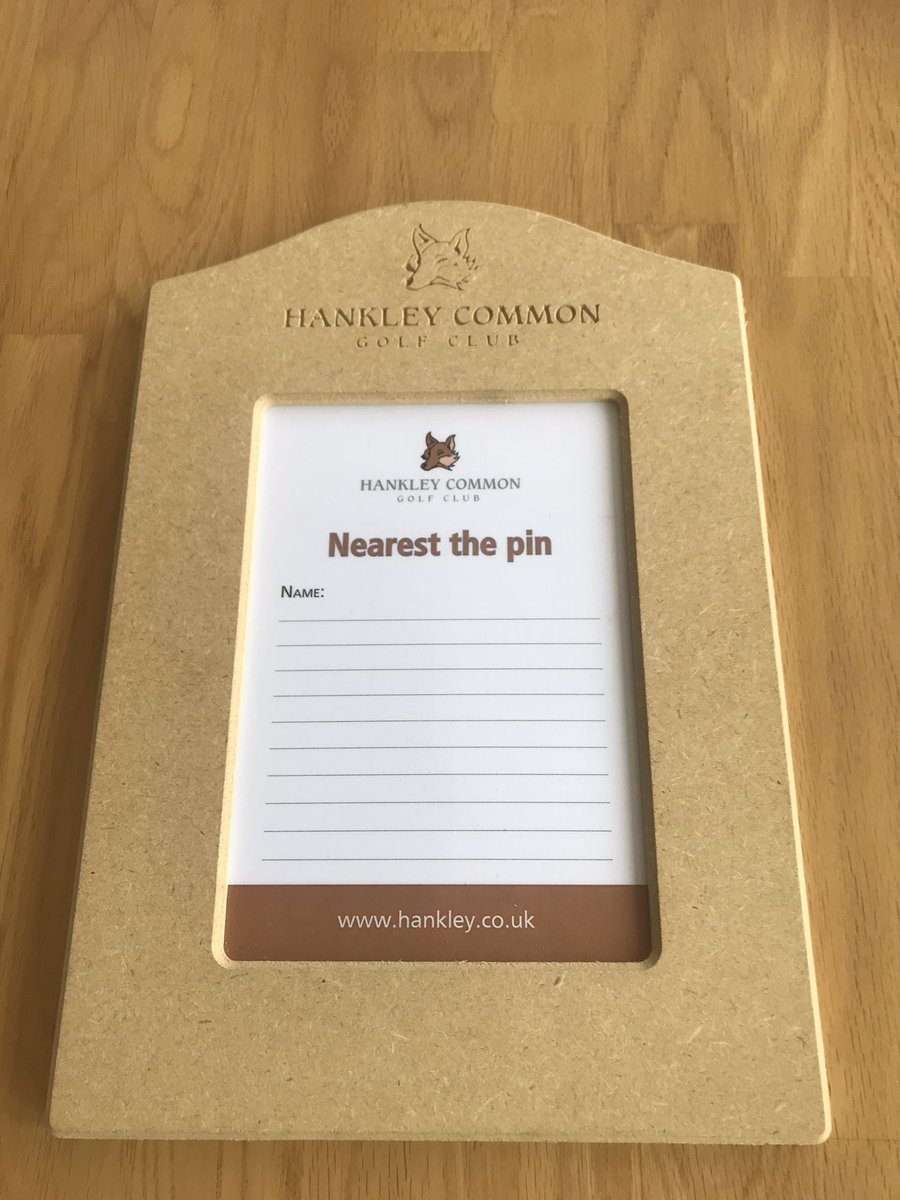 HANKLEY COMMON
GOLF CLUB
HANKLEY COMMON
GOLF CLUB
Nearest the pin
NAME:
www.hankley.co.uk